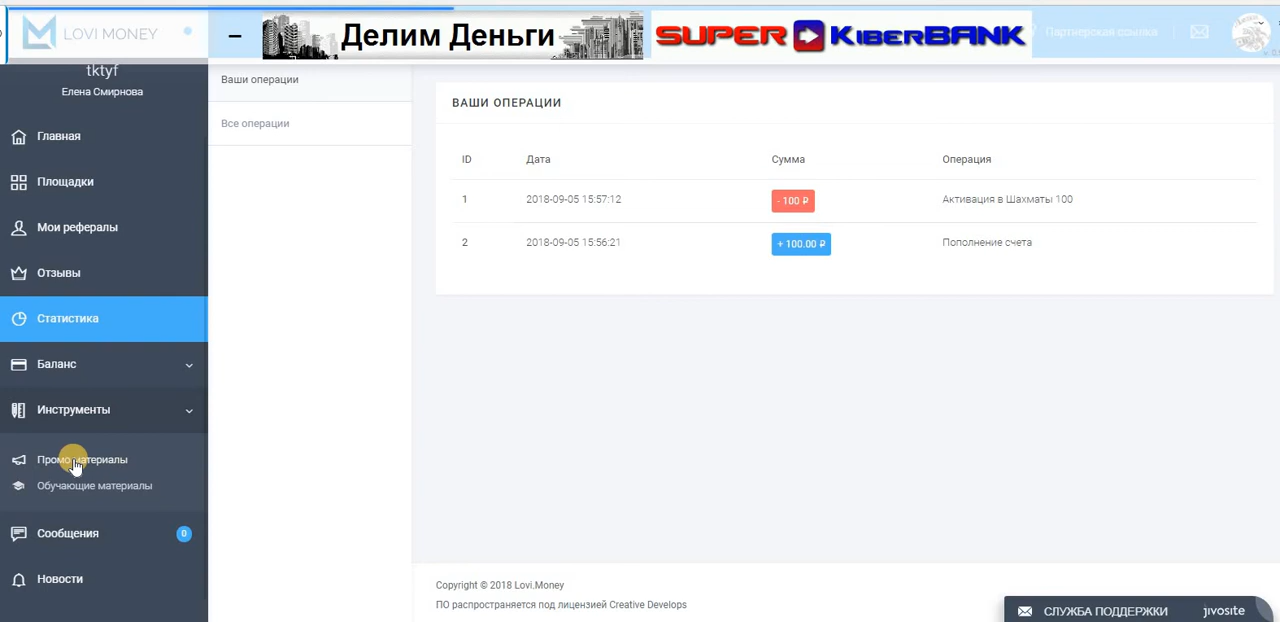 LOVI MONEY
Делим Деньги
SUPER KiberBANK
Партнерская ссылка
tktyf
Елена Смирнова
Главная
Площадки
Мои рефералы
Отзывы
Статистика
Баланс
Инструменты
Промо материалы
Обучающие материалы
Сообщения 0
Новости
Ваши операции
Все операции
ВАШИ ОПЕРАЦИИ
ID Дата Сумма Операция
1 2018-09-05 15:57:12 - 100 ₽ Активация в Шахматы 100
2 2018-09-05 15:56:21 + 100.00 ₽ Пополнение счета
Copyright © 2018 Lovi.Money
ПО распространяется под лицензией Creative Develops
СЛУЖБА ПОДДЕРЖКИ jivosite